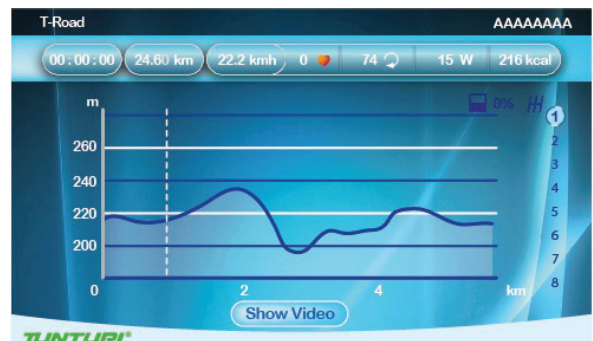 T-Road AAAAAAAA
00:00:00 24.60 km 22.2 kmh 0 74 15 W 216 kcal
m
0%
1
260
2
3
240
4
220
5
6
200
7
0 2 4 km 8
Show Video
TUNTURI®